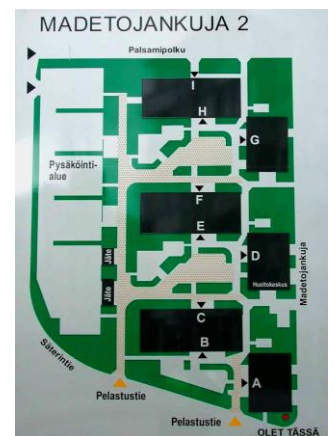 MADETOJANKUJA 2
Palsamipolku
I
H
G
Pysäköinti-
alue
F
E
D
Huoltokeskus
Jäte
Jäte
Madetojankuja
C
B
A
Säterintie
Pelastustie
Pelastustie
OLET TÄSSÄ